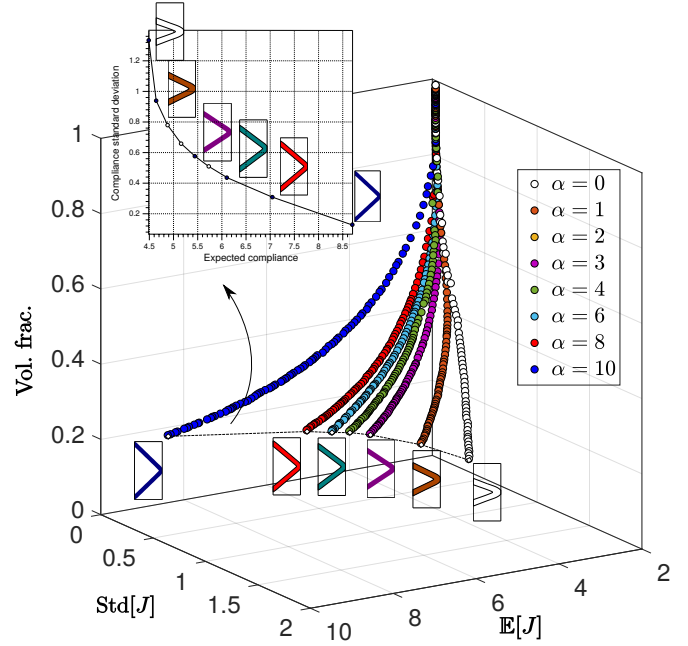 1.2
1
0.8
0.6
0.4
0.2
Compliance standard deviation
4.5 5 5.5 6 6.5 7 7.5 8 8.5
Expected compliance
1
0.8
0.6
0.4
0.2
0
Vol. frac.
0
0.5
1
1.5
2
Std[J]
10
8
6
4
2
𝔼[J]
α = 0
α = 1
α = 2
α = 3
α = 4
α = 6
α = 8
α = 10